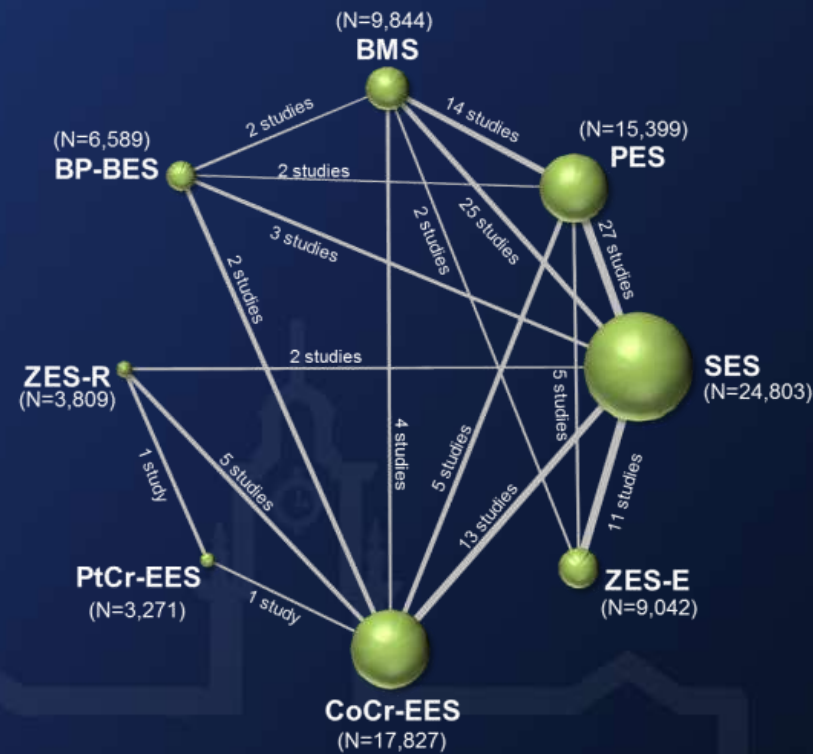 (N=9,844)
BMS
2 studies
14 studies
(N=6,589)
BP-BES
(N=15,399)
PES
2 studies
3 studies
2 studies
25 studies
27 studies
2 studies
2 studies
ZES-R
(N=3,809)
SES
(N=24,803)
5 studies
4 studies
5 studies
1 study
5 studies
13 studies
11 studies
PtCr-EES
(N=3,271)
1 study
ZES-E
(N=9,042)
CoCr-EES
(N=17,827)